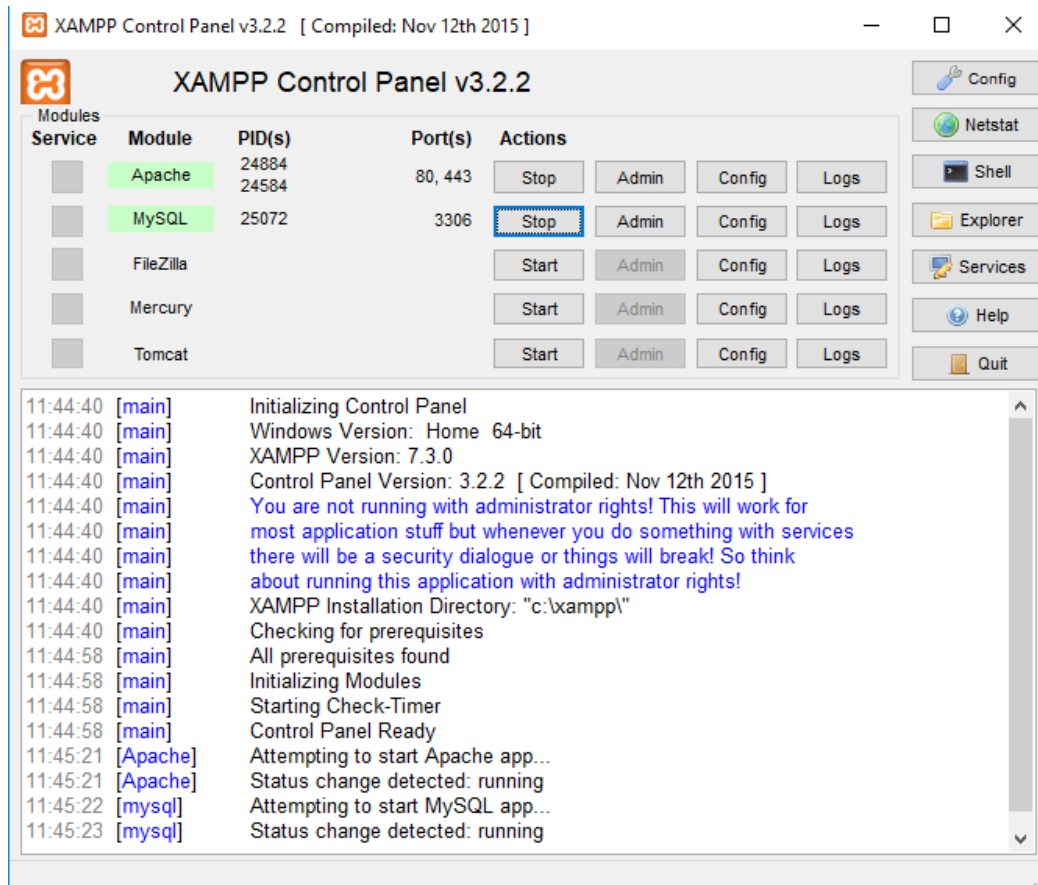 XAMPP Control Panel v3.2.2 [ Compiled: Nov 12th 2015 ]
XAMPP Control Panel v3.2.2
Config
Modules
Service Module PID(s) Port(s) Actions
Netstat
Apache 24884 24584 80, 443 Stop Admin Config Logs
Shell
MySQL 25072 3306 Stop Admin Config Logs
Explorer
FileZilla Start Admin Config Logs
Services
Mercury Start Admin Config Logs
Help
Tomcat Start Admin Config Logs
Quit
11:44:40 [main] Initializing Control Panel
11:44:40 [main] Windows Version: Home 64-bit
11:44:40 [main] XAMPP Version: 7.3.0
11:44:40 [main] Control Panel Version: 3.2.2 [ Compiled: Nov 12th 2015 ]
11:44:40 [main] You are not running with administrator rights! This will work for
11:44:40 [main] most application stuff but whenever you do something with services
11:44:40 [main] there will be a security dialogue or things will break! So think
11:44:40 [main] about running this application with administrator rights!
11:44:40 [main] XAMPP Installation Directory: "c:\xampp\"
11:44:40 [main] Checking for prerequisites
11:44:58 [main] All prerequisites found
11:44:58 [main] Initializing Modules
11:44:58 [main] Starting Check-Timer
11:44:58 [main] Control Panel Ready
11:45:21 [Apache] Attempting to start Apache app...
11:45:21 [Apache] Status change detected: running
11:45:22 [mysql] Attempting to start MySQL app...
11:45:23 [mysql] Status change detected: running